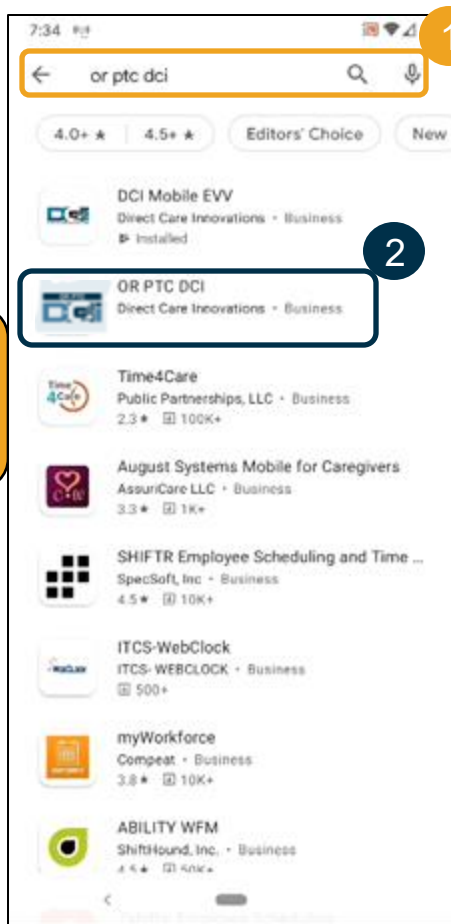 7:34
1
or ptc dci
4.0+ ★ 4.5+ ★ Editors' Choice New
DCI Mobile EVV
Direct Care Innovations • Business
Installed
2
OR PTC DCI
Direct Care Innovations • Business
Time4Care
Public Partnerships, LLC • Business
2.3 ★ 100K+
August Systems Mobile for Caregivers
AssuriCare LLC • Business
3.3 ★ 1K+
SHIFTR Employee Scheduling and Time ...
SpecSoft, Inc • Business
4.5 ★ 10K+
ITCS-WebClock
ITCS- WEBCLOCK • Business
500+
myWorkforce
Compeat • Business
3.8 ★ 10K+
ABILITY WFM
ShiftHound, Inc. • Business
4.5 ★ 50K+